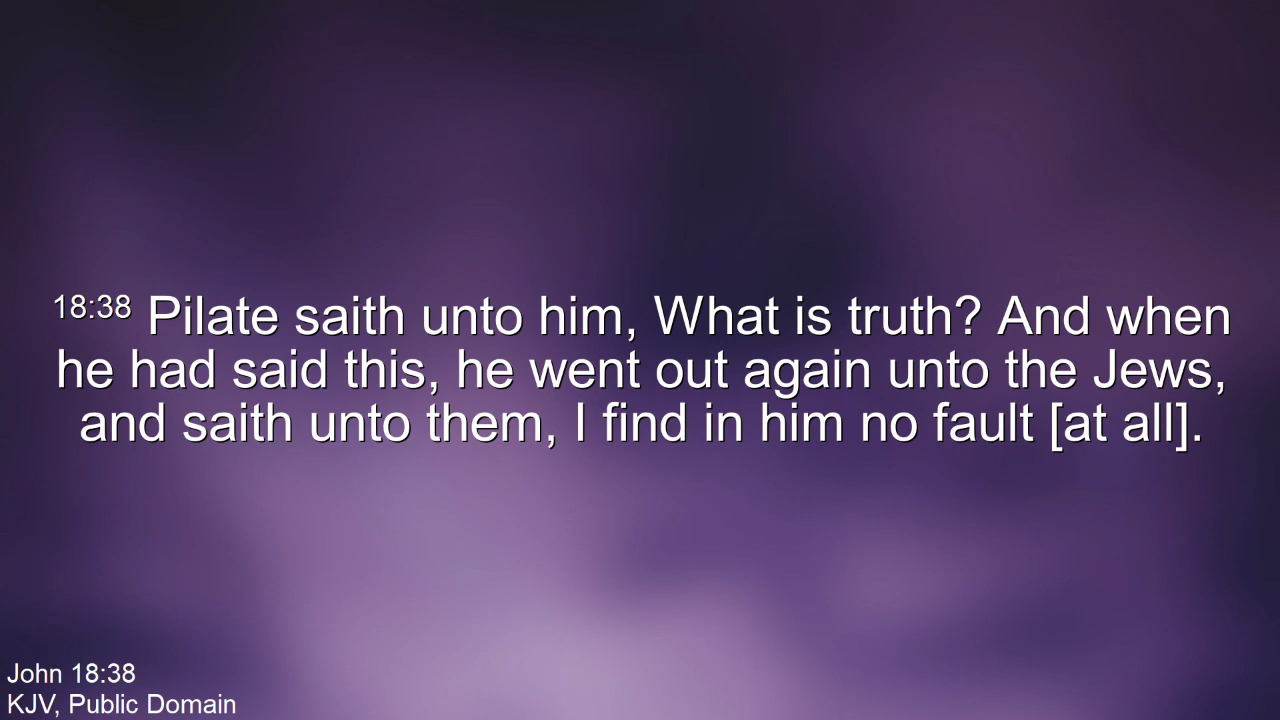 18:38 Pilate saith unto him, What is truth? And when
he had said this, he went out again unto the Jews,
and saith unto them, I find in him no fault [at all].
John 18:38
KJV, Public Domain